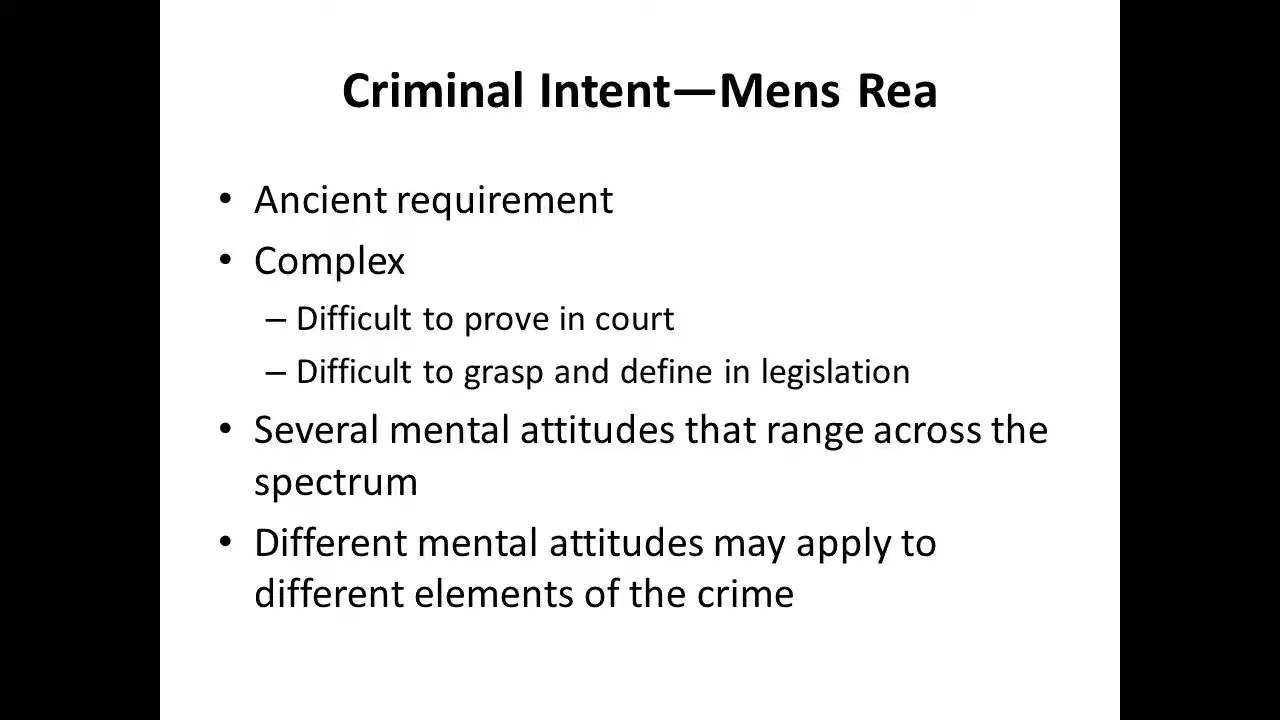 Criminal Intent—Mens Rea
• Ancient requirement
• Complex
– Difficult to prove in court
– Difficult to grasp and define in legislation
• Several mental attitudes that range across the
spectrum
• Different mental attitudes may apply to
different elements of the crime